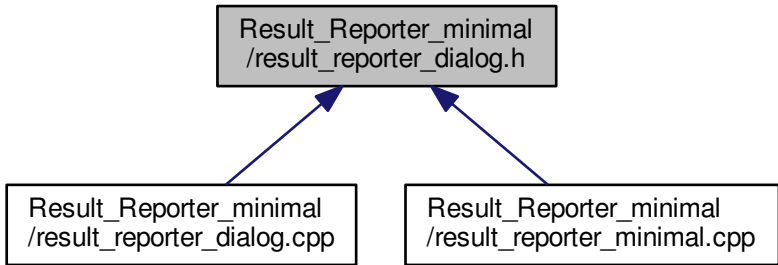 Result_Reporter_minimal
/result_reporter_dialog.h
Result_Reporter_minimal
/result_reporter_dialog.cpp
Result_Reporter_minimal
/result_reporter_minimal.cpp